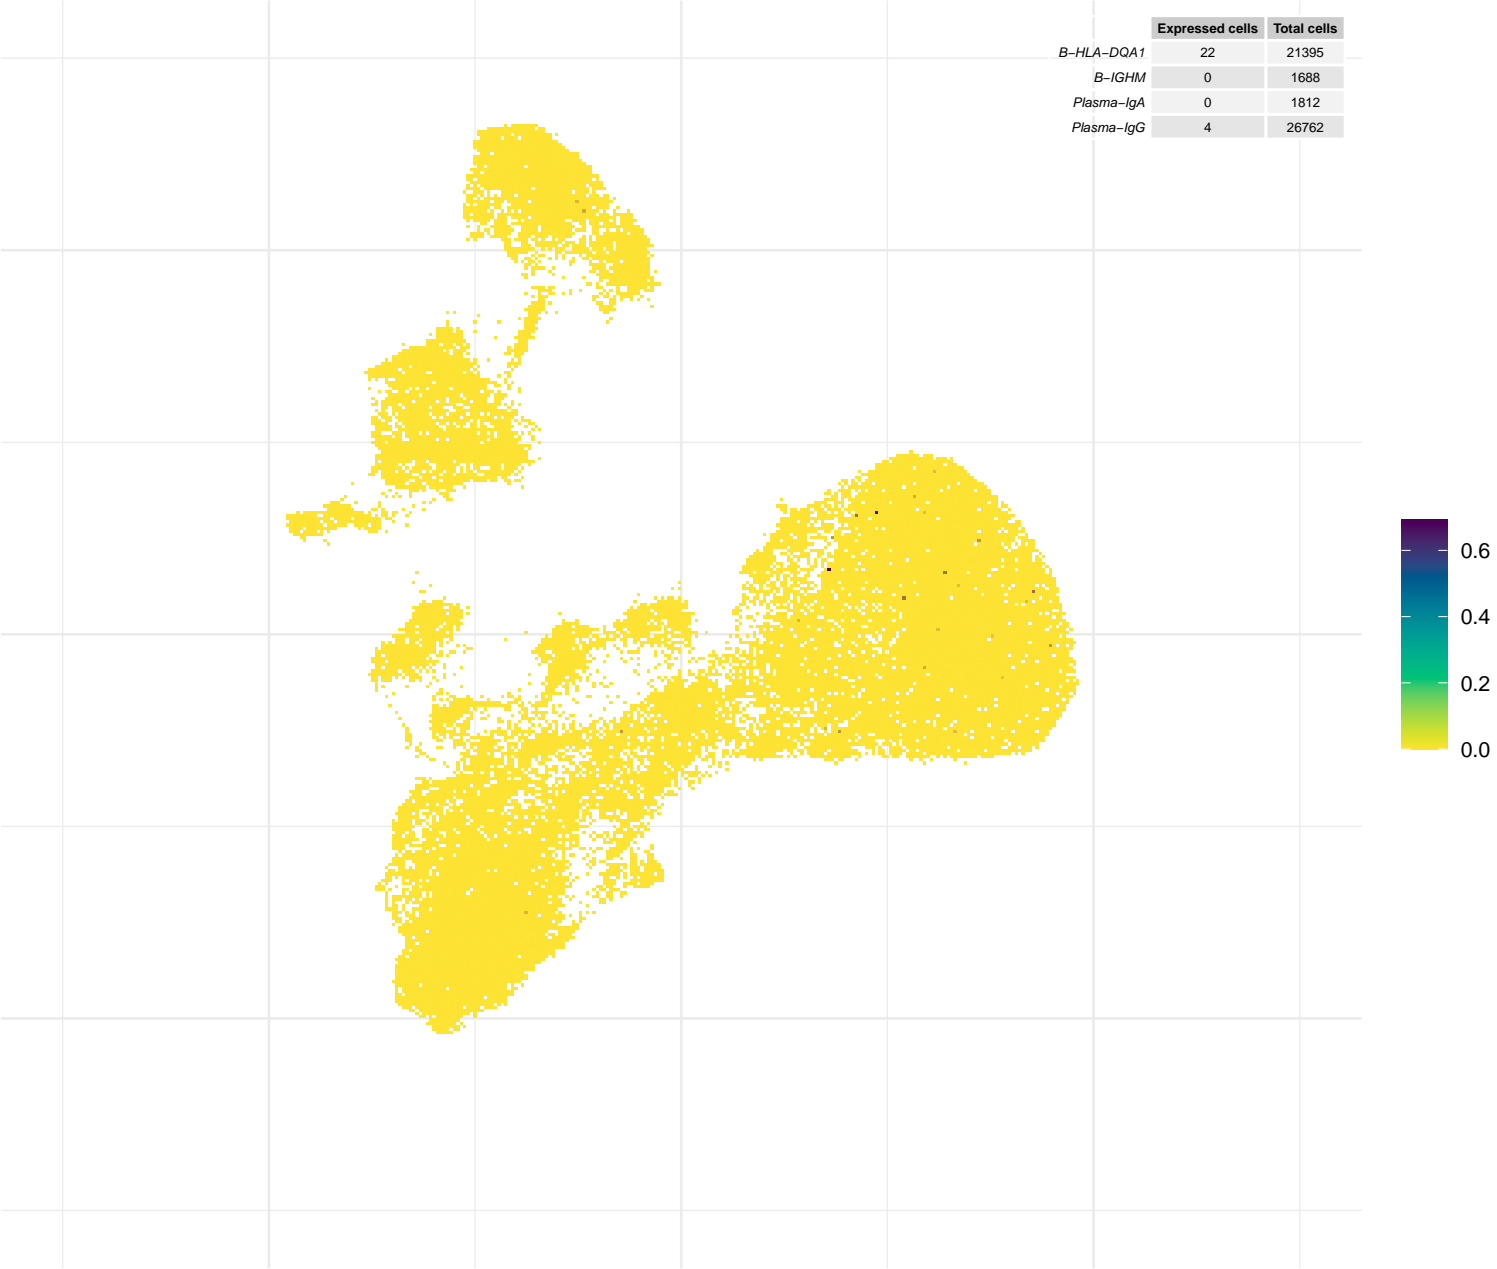 Expressed cells Total cells
B−HLA−DQA1 22 21395
B−IGHM 0 1688
Plasma−IgA 0 1812
Plasma−IgG 4 26762
0.6
0.4
0.2
0.0